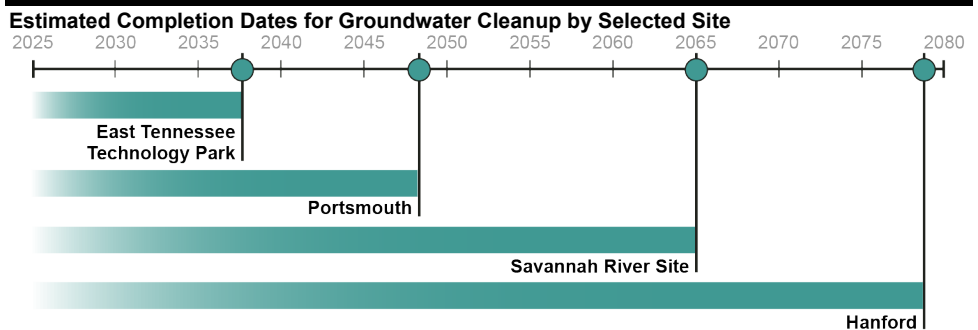 Estimated Completion Dates for Groundwater Cleanup by Selected Site
2025 2030 2035 2040 2045 2050 2055 2060 2065 2070 2075 2080
East Tennessee
Technology Park
Portsmouth
Savannah River Site
Hanford